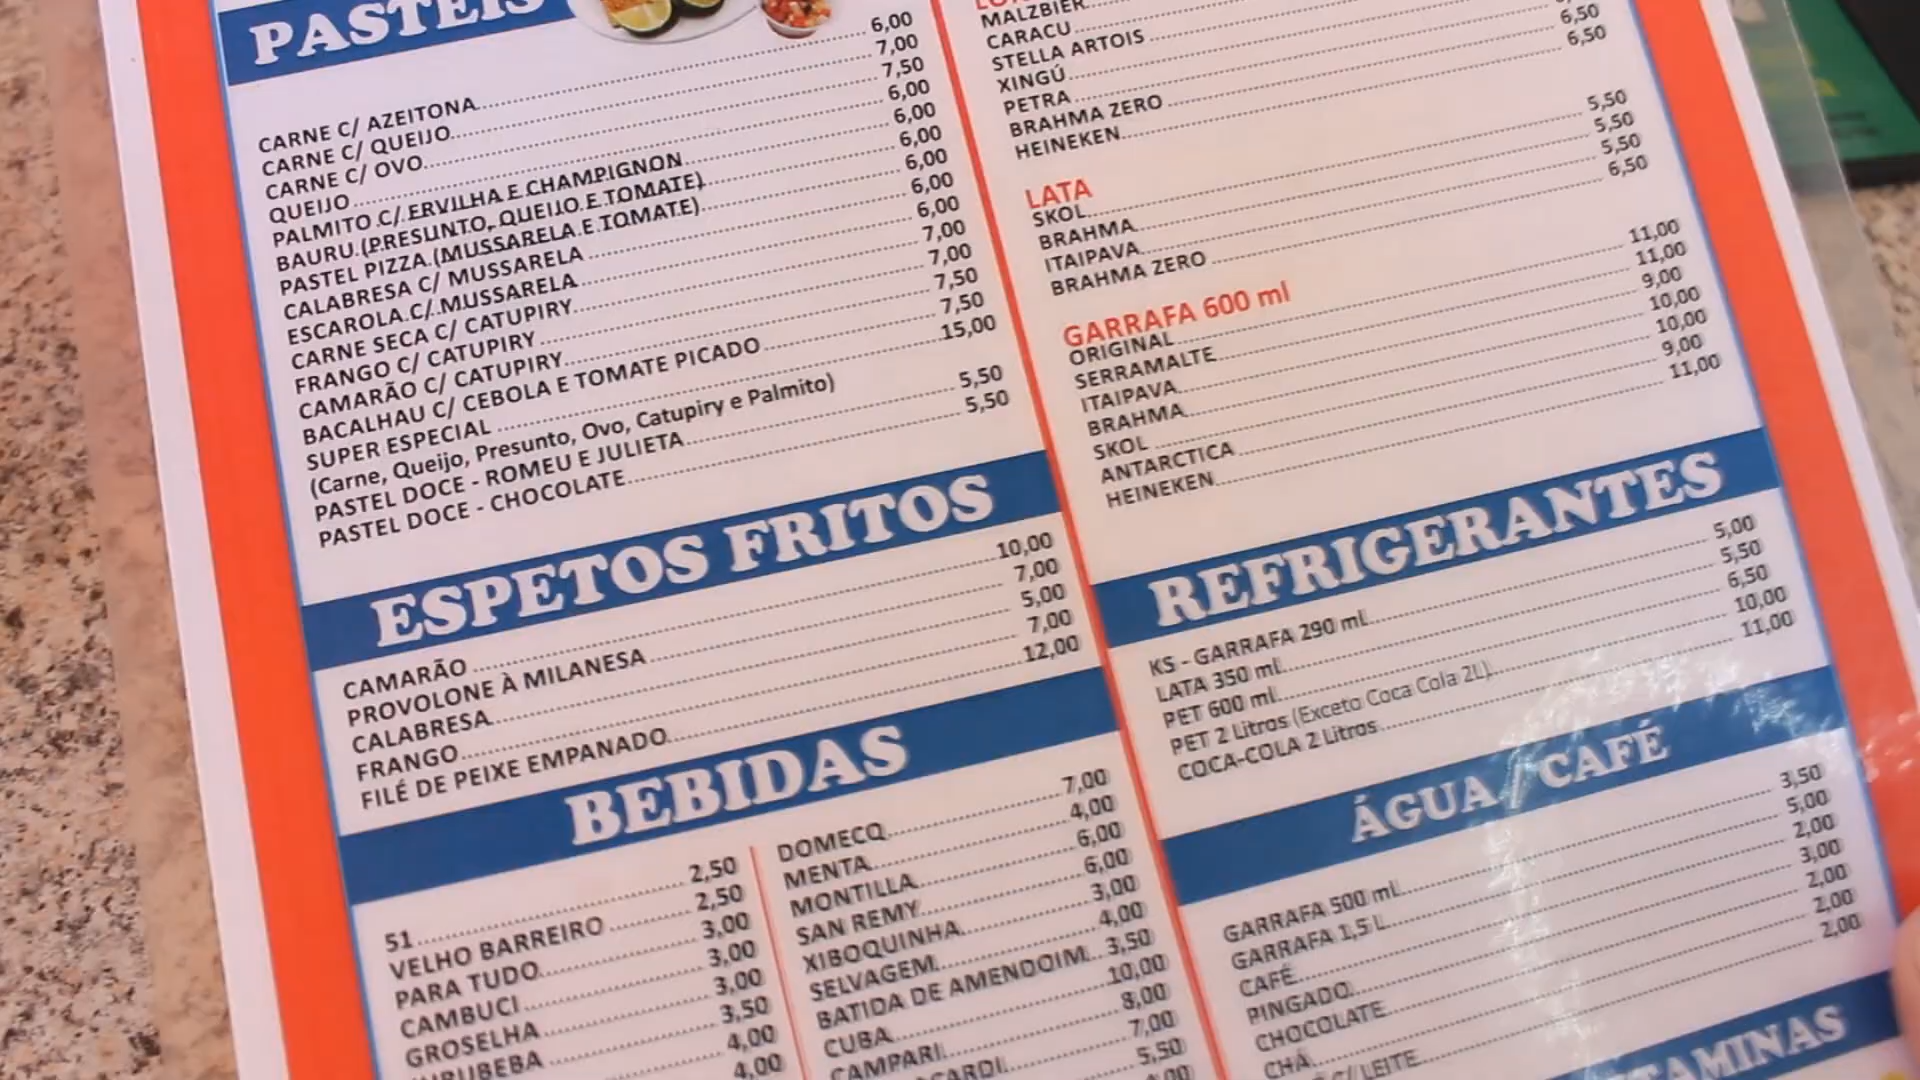 PASTÉIS
CARNE C/ AZEITONA 6,00
CARNE C/ QUEIJO 7,00
CARNE C/ OVO 7,50
QUEIJO 6,00
PALMITO C/ ERVILHA E CHAMPIGNON 6,00
BAURU (PRESUNTO, QUEIJO E TOMATE) 6,00
PASTEL PIZZA (MUSSARELA E TOMATE) 6,00
CALABRESA C/ MUSSARELA 6,00
ESCAROLA C/ MUSSARELA 6,00
CARNE SECA C/ CATUPIRY 7,00
FRANGO C/ CATUPIRY 7,00
CAMARÃO C/ CATUPIRY 7,50
BACALHAU C/ CEBOLA E TOMATE PICADO 7,50
SUPER ESPECIAL 15,00
(Carne, Queijo, Presunto, Ovo, Catupiry e Palmito)
PASTEL DOCE - ROMEU E JULIETA 5,50
PASTEL DOCE - CHOCOLATE 5,50
ESPETOS FRITOS
CAMARÃO 10,00
PROVOLONE À MILANESA 7,00
CALABRESA 5,00
FRANGO 7,00
FILÉ DE PEIXE EMPANADO 12,00
BEBIDAS
51 2,50
VELHO BARREIRO 2,50
PARA TUDO 3,00
CAMBUCI 3,00
GROSELHA 3,00
JURUBEBA 3,50
4,00
4,00
DOMECQ 7,00
MENTA 4,00
MONTILLA 6,00
SAN REMY 6,00
XIBOQUINHA 3,00
SELVAGEM 4,00
BATIDA DE AMENDOIM 3,50
CUBA 10,00
CAMPARI 8,00
7,00
5,50
MALZBIER
CARACU
STELLA ARTOIS
XINGÚ
PETRA
BRAHMA ZERO 6,50
HEINEKEN 6,50
LATA
SKOL 5,50
BRAHMA 5,50
ITAIPAVA 5,50
BRAHMA ZERO 6,50
GARRAFA 600 ml
ORIGINAL 11,00
SERRAMALTE 11,00
ITAIPAVA 9,00
BRAHMA 10,00
SKOL 10,00
ANTARCTICA 9,00
HEINEKEN 11,00
REFRIGERANTES
KS - GARRAFA 290 ml 5,00
LATA 350 ml 5,50
PET 600 ml 6,50
PET 2 Litros (Exceto Coca Cola 2L) 10,00
COCA-COLA 2 Litros 11,00
ÁGUA / CAFÉ
GARRAFA 500 ml 3,50
GARRAFA 1,5 L 5,00
CAFÉ 2,00
PINGADO 3,00
CHOCOLATE 2,00
CHÁ 2,00
C/ LEITE 2,00